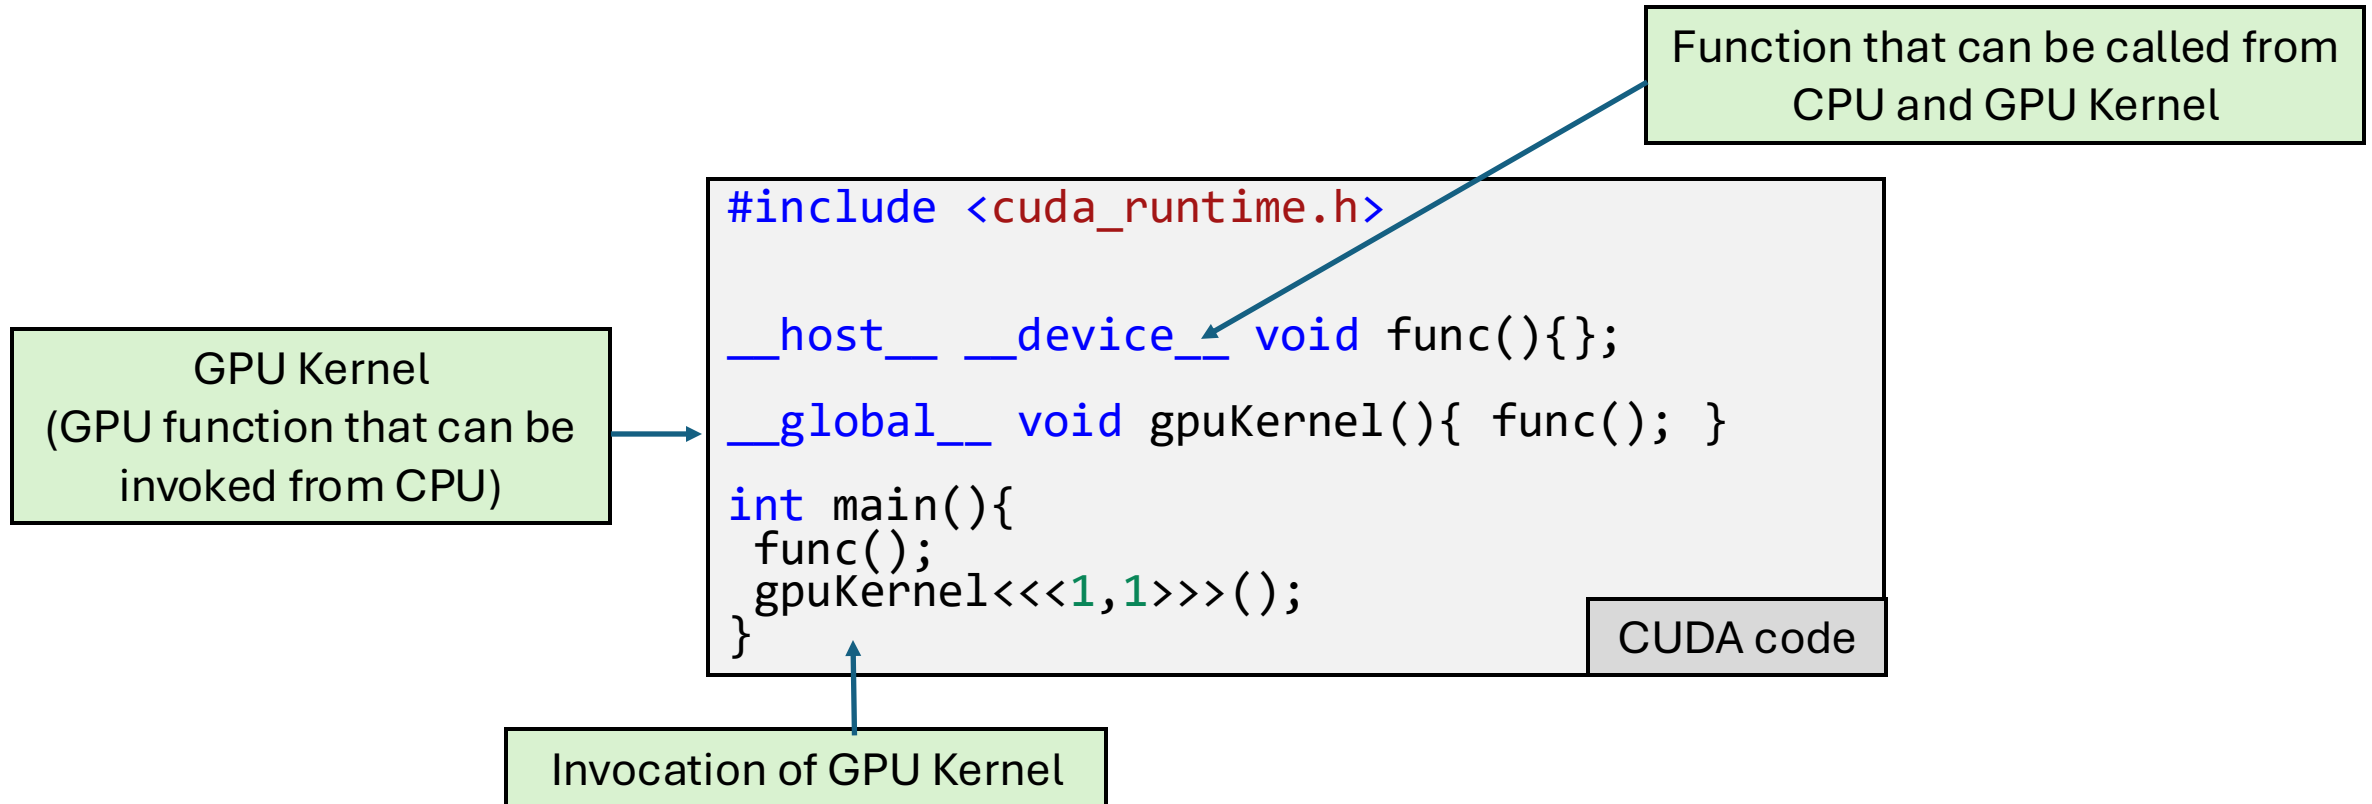 Function that can be called from
CPU and GPU Kernel
#include <cuda_runtime.h>
__host__ __device__ void func(){};
GPU Kernel
(GPU function that can be
invoked from CPU)
__global__ void gpuKernel(){ func(); }
int main(){
 func();
 gpuKernel<<<1,1>>>();
}
CUDA code
Invocation of GPU Kernel